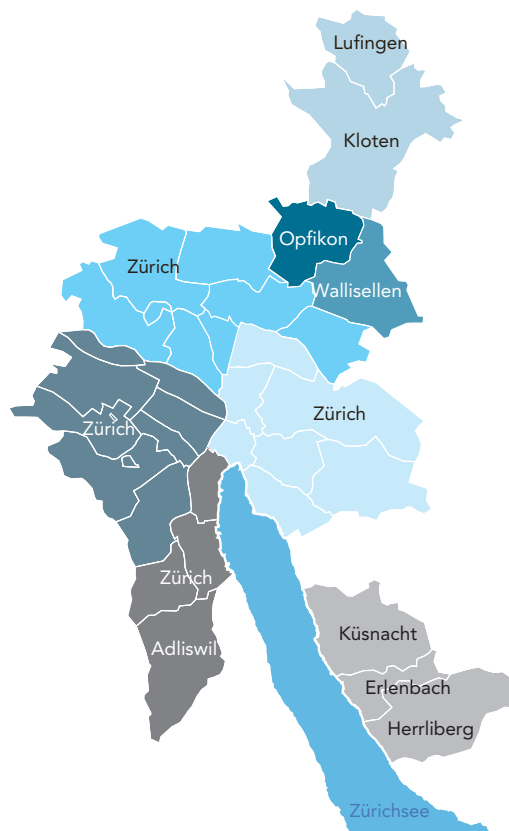 Lufingen
Kloten
Opfikon
Zürich
Wallisellen
Zürich
Zürich
Zürich
Küsnacht
Adliswil
Erlenbach
Herrliberg
Zürichsee